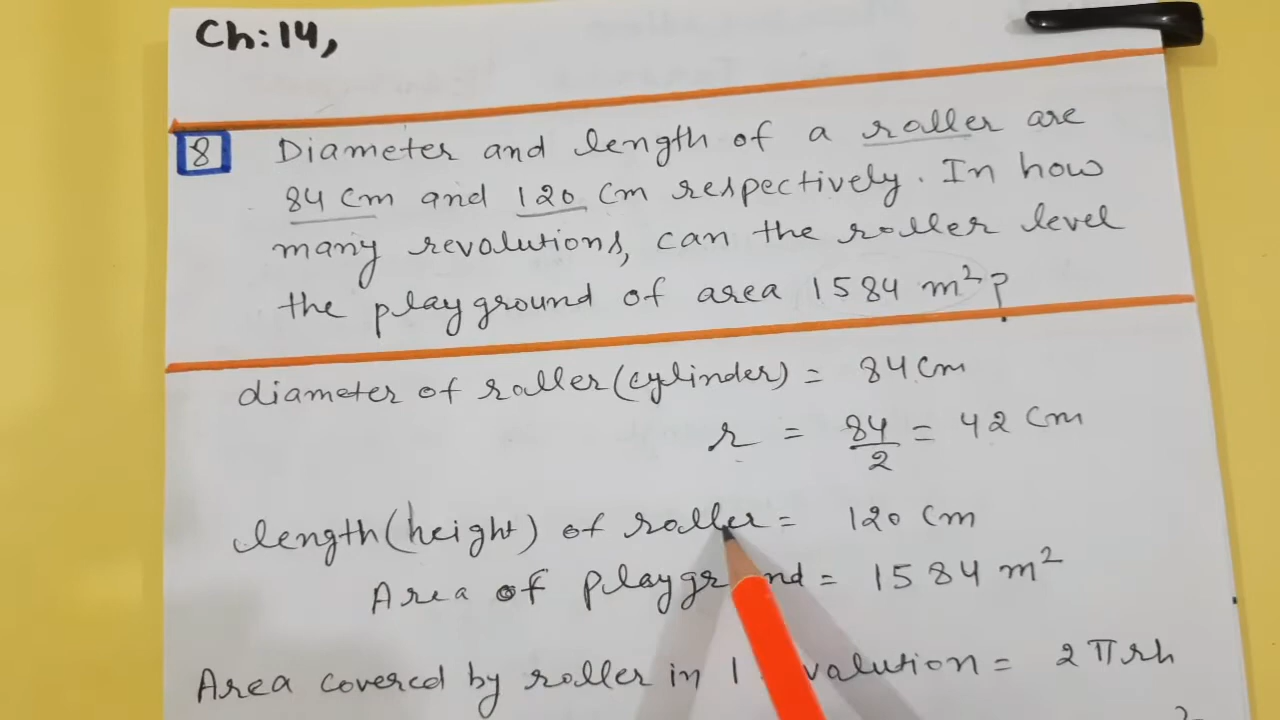 Ch:14,
8 Diameter and length of a roller are
84 cm and 120 cm respectively. In how
many revolutions, can the roller level
the playground of area 1584 m²?
diameter of roller(cylinder) = 84 cm
r = 84/2 = 42 cm
length(height) of roller = 120 cm
Area of = 1584 m²
Area covered by roller in 1 = 2πrh